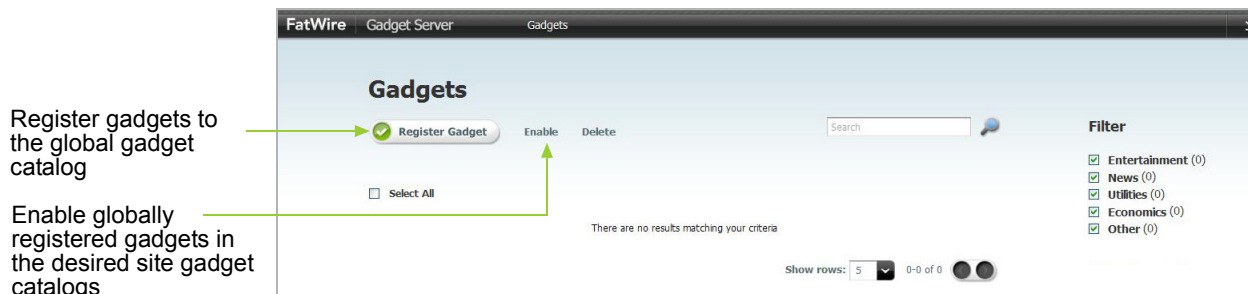 FatWire Gadget Server Gadgets
Gadgets
Register Gadget Enable Delete
Search
Select All
There are no results matching your criteria
Show rows: 5 0-0 of 0
Filter
Entertainment (0)
News (0)
Utilities (0)
Economics (0)
Other (0)
Register gadgets to
the global gadget
catalog
Enable globally
registered gadgets in
the desired site gadget
catalogs